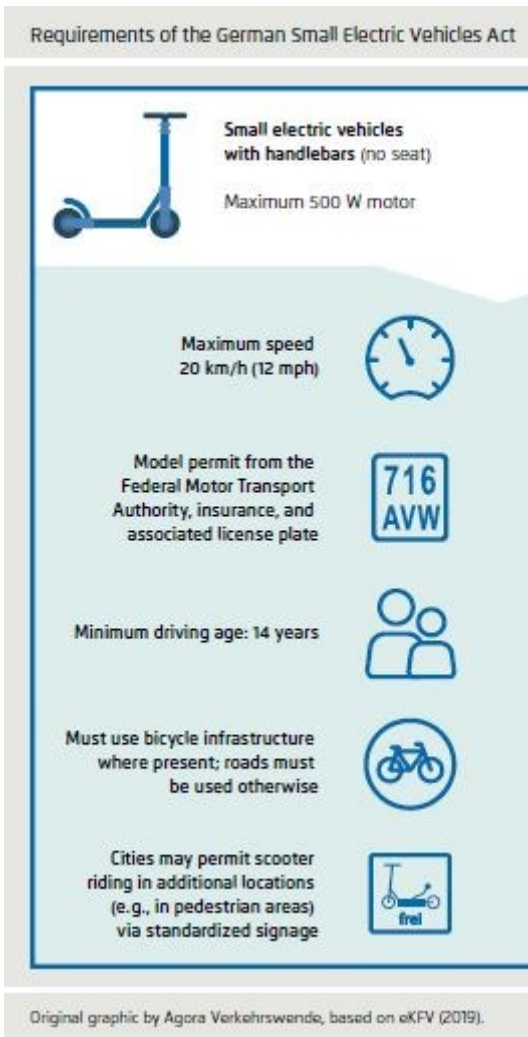 Requirements of the German Small Electric Vehicles Act
Small electric vehicles
with handlebars (no seat)
Maximum 500 W motor
Maximum speed
20 km/h (12 mph)
Model permit from the
Federal Motor Transport
Authority, insurance, and
associated license plate
716
AVW
Minimum driving age: 14 years
Must use bicycle infrastructure
where present; roads must
be used otherwise
Cities may permit scooter
riding in additional locations
(e.g., in pedestrian areas)
via standardized signage
frei
Original graphic by Agora Verkehrswende, based on eKFV (2019).